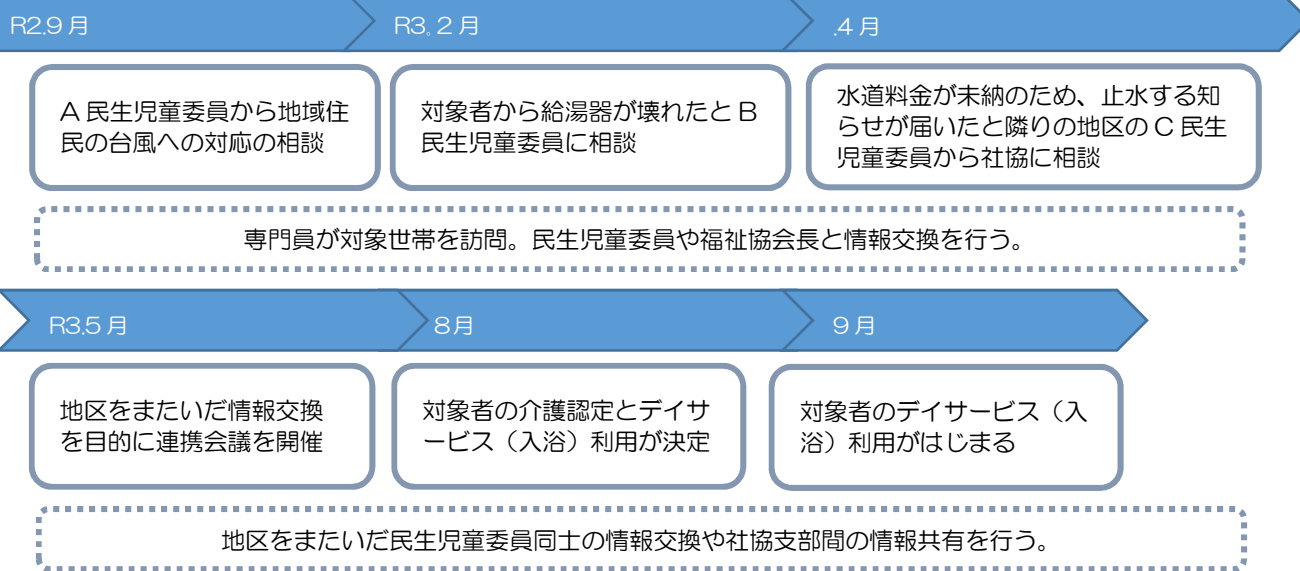 R2.9月
R3。2月
.4月
A民生児童委員から地域住
民の台風への対応の相談
対象者から給湯器が壊れたとB
民生児童委員に相談
水道料金が未納のため、止水する知
らせが届いたと隣りの地区のC民生
児童委員から社協に相談
専門員が対象世帯を訪問。民生児童委員や福祉協会長と情報交換を行う。
R3.5月
8月
9月
地区をまたいだ情報交換
を目的に連携会議を開催
対象者の介護認定とデイサ
ービス（入浴）利用が決定
対象者のデイサービス（入
浴）利用がはじまる
地区をまたいだ民生児童委員同士の情報交換や社協支部間の情報共有を行う。